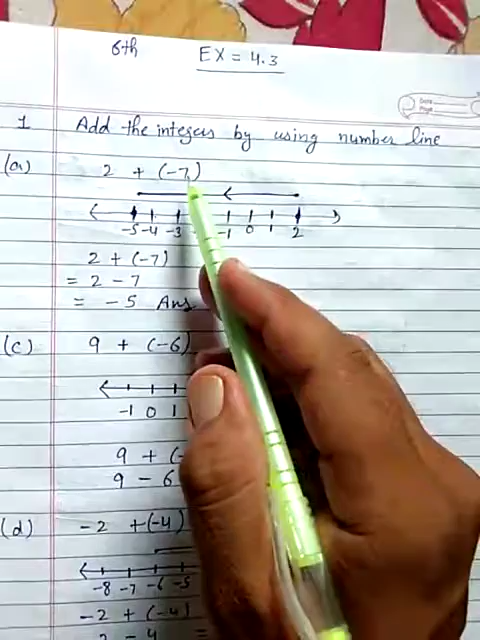 6th EX = 4.3
Date
Page
1 Add the integers by using number line
(a) 2 + (-7)
-5 -4 -3 -1 0 1 2
2 + (-7)
= 2 - 7
= -5 Ans
(c) 9 + (-6)
-1 0 1
9 + (-
9 - 6
(d) -2 + (-4)
-8 -7 -6 -5
-2 + (-4)
2 - 4 =